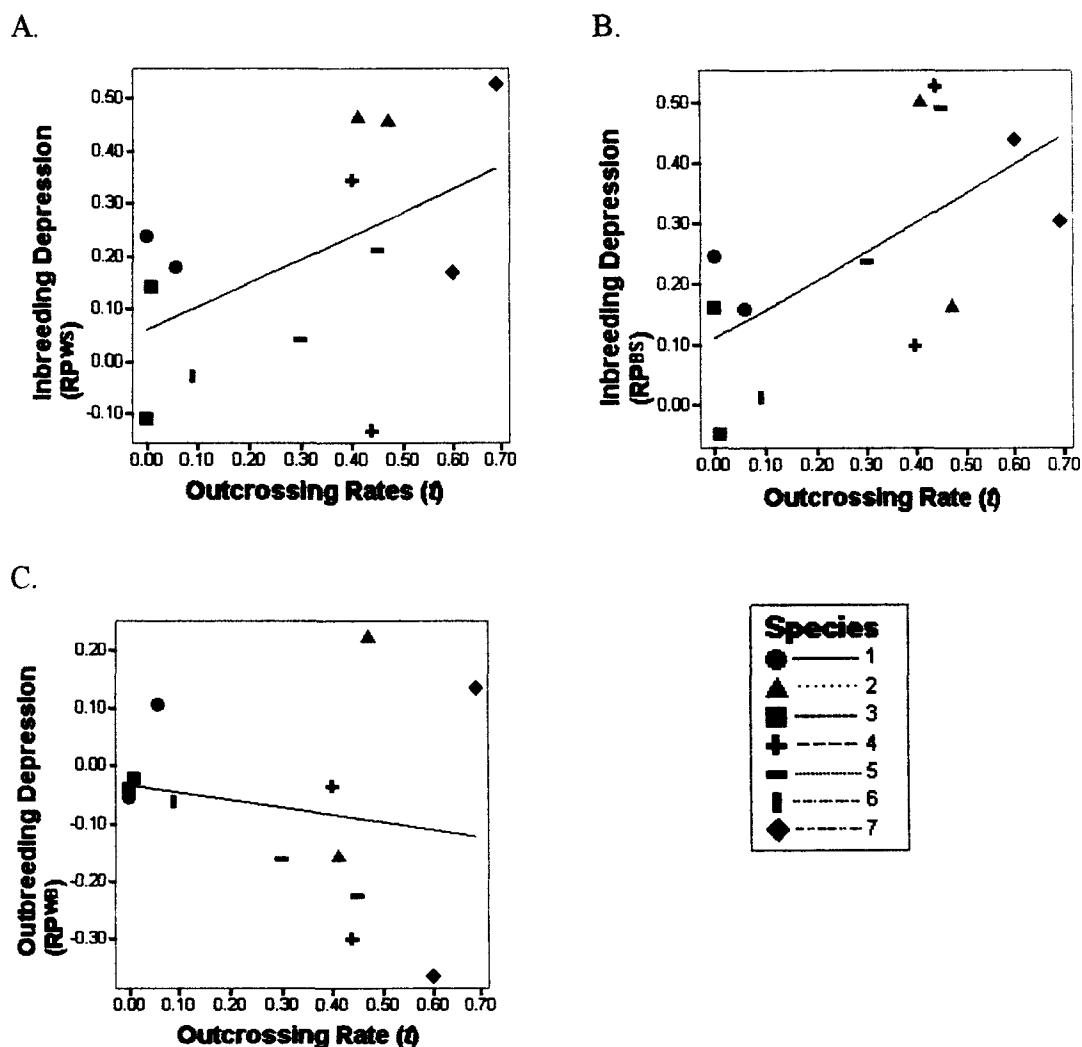 A.
Inbreeding Depression
(RPWS)
0.50
0.40
0.30
0.20
0.10
0.00
-0.10
0.00 0.10 0.20 0.30 0.40 0.50 0.60 0.70
Outcrossing Rates (t)
B.
Inbreeding Depression
(RPBS)
0.50
0.40
0.30
0.20
0.10
0.00
0.00 0.10 0.20 0.30 0.40 0.50 0.60 0.70
Outcrossing Rate (t)
C.
Outbreeding Depression
(RPWB)
0.20
0.10
0.00
-0.10
-0.20
-0.30
0.00 0.10 0.20 0.30 0.40 0.50 0.60 0.70
Outcrossing Rate (t)
Species
1
2
3
4
5
6
7